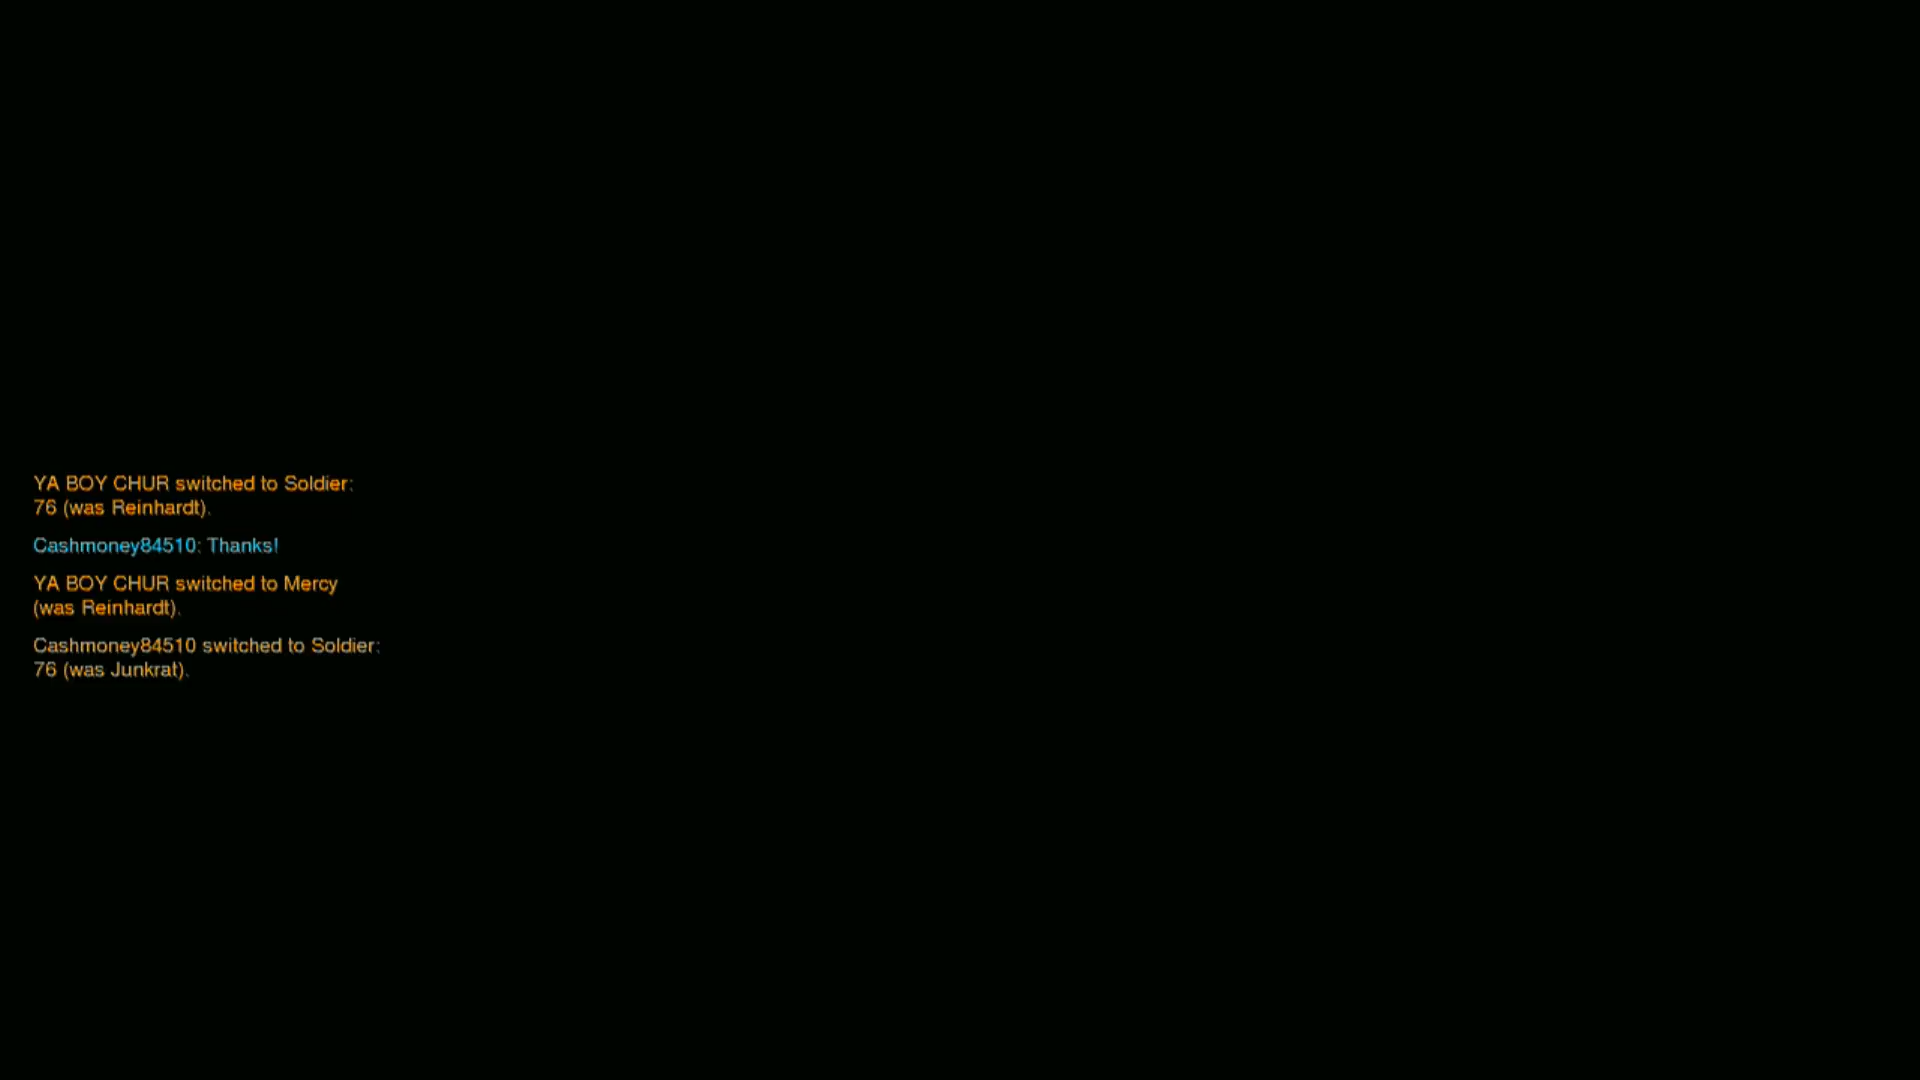 YA BOY CHUR switched to Soldier:
76 (was Reinhardt).
Cashmoney84510: Thanks!
YA BOY CHUR switched to Mercy
(was Reinhardt).
Cashmoney84510 switched to Soldier:
76 (was Junkrat).